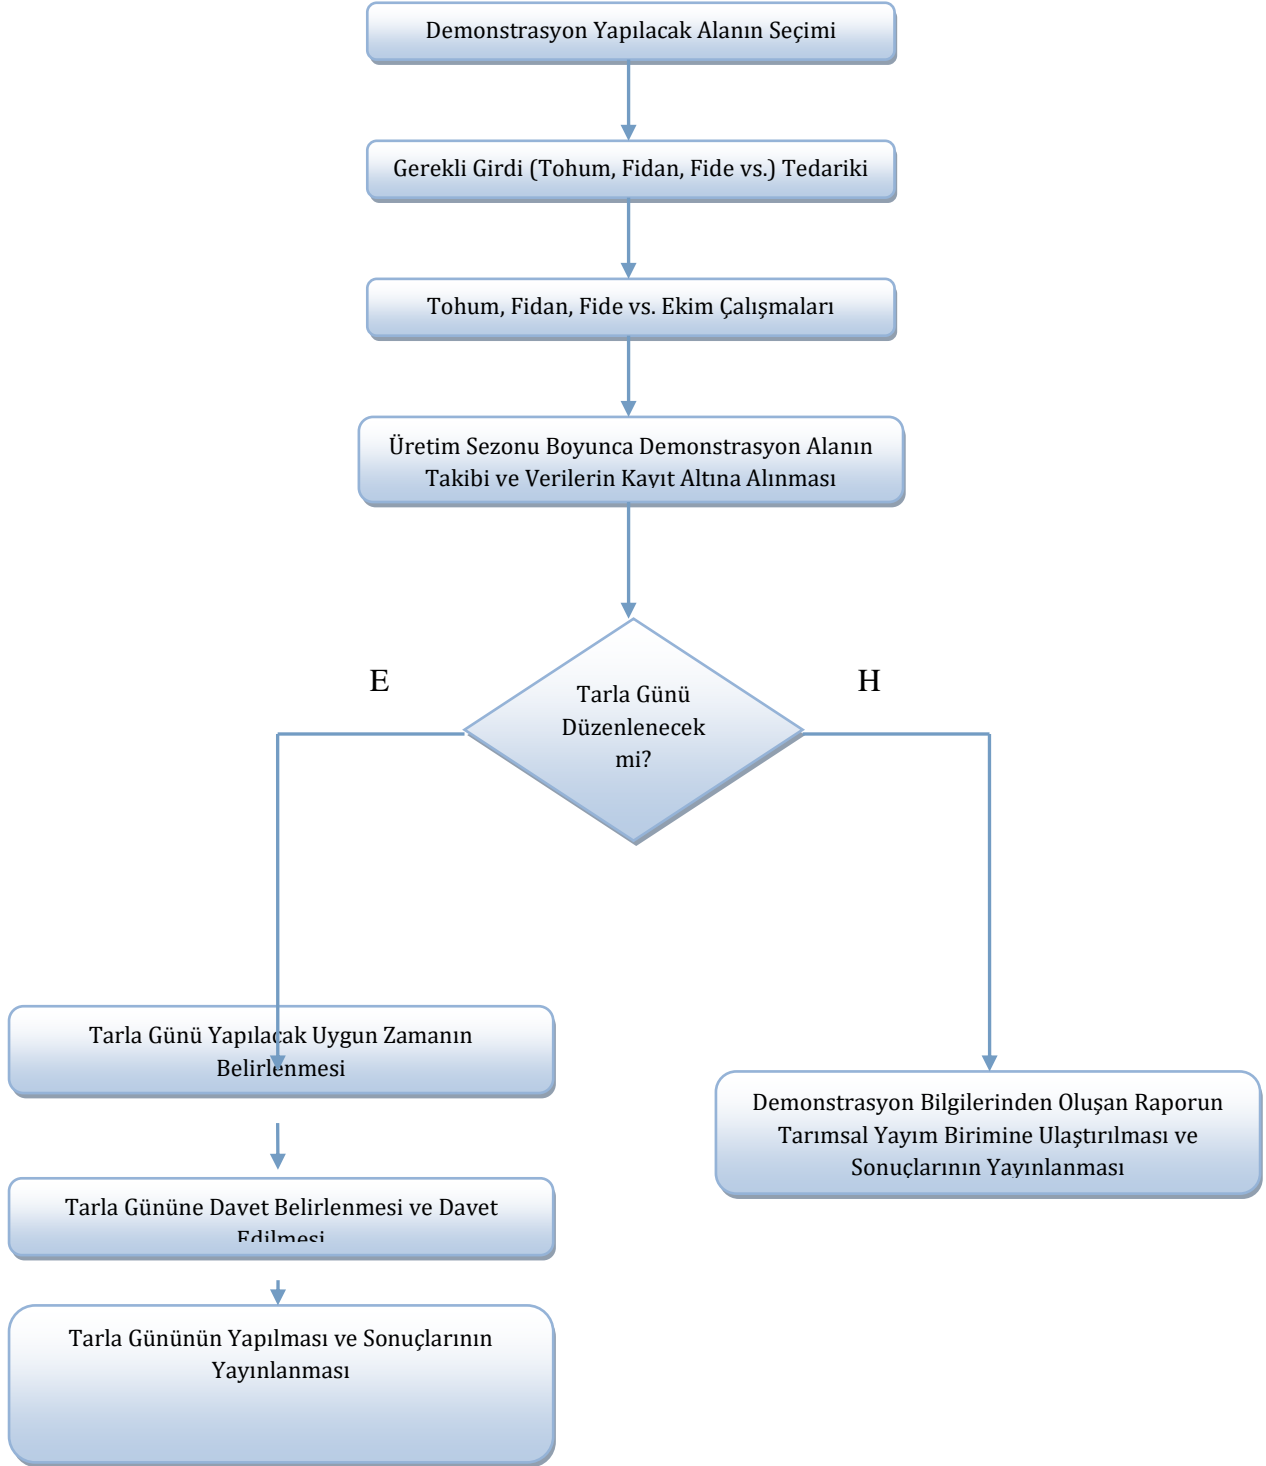 Demonstrasyon Yapılacak Alanın Seçimi
Gerekli Girdi (Tohum, Fidan, Fide vs.) Tedariki
Tohum, Fidan, Fide vs. Ekim Çalışmaları
Üretim Sezonu Boyunca Demonstrasyon Alanın
Takibi ve Verilerin Kayıt Altına Alınması
E
H
Tarla Günü
Düzenlenecek
mi?
Tarla Günü Yapılacak Uygun Zamanın
Belirlenmesi
Demonstrasyon Bilgilerinden Oluşan Raporun
Tarımsal Yayım Birimine Ulaştırılması ve
Sonuçlarının Yayınlanması
Tarla Gününe Davet Belirlenmesi ve Davet
Edilmesi
Tarla Gününün Yapılması ve Sonuçlarının
Yayınlanması